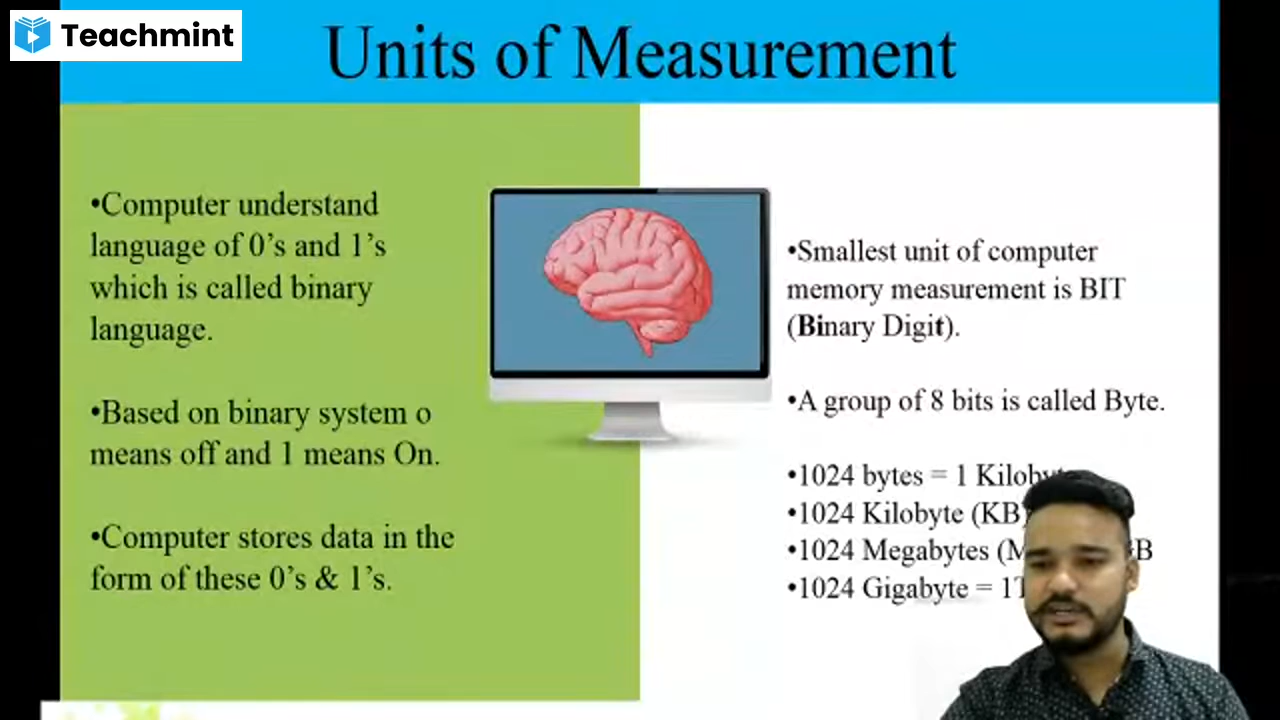 Teachmint
Units of Measurement
•Computer understand
language of 0's and 1's
which is called binary
language.
•Based on binary system o
means off and 1 means On.
•Computer stores data in the
form of these 0's & 1's.
•Smallest unit of computer
memory measurement is BIT
(Binary Digit).
•A group of 8 bits is called Byte.
•1024 bytes = 1
•1024 Kilobyte (KB)
•1024 Megabytes
•1024 Gigabyte =